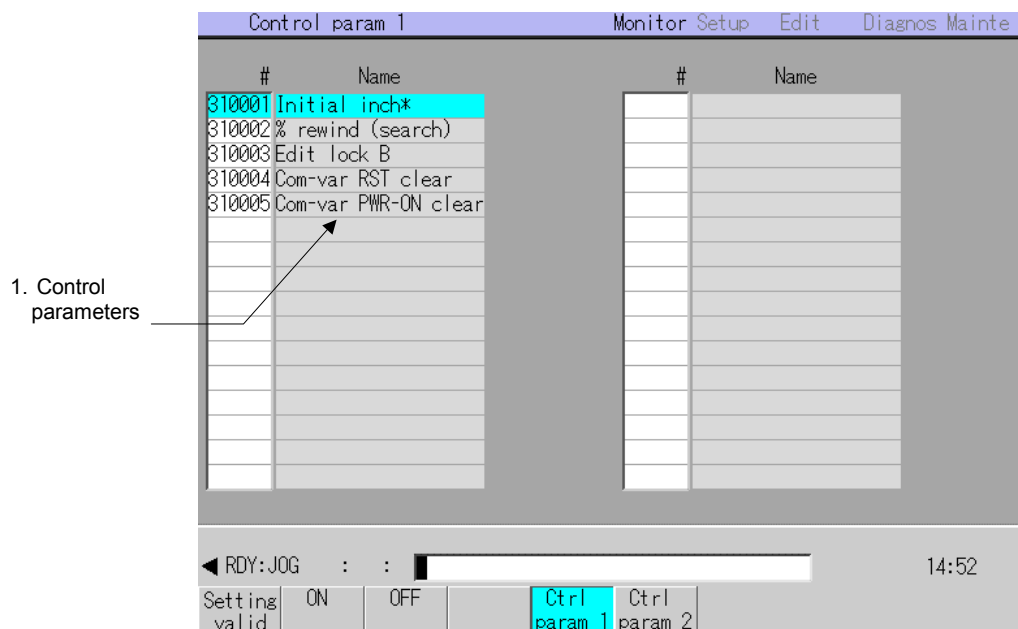 Control param 1 Monitor Setup Edit Diagnos Mainte
# Name # Name
310001 Initial inch*
310002 % rewind (search)
310003 Edit lock B
310004 Com-var RST clear
310005 Com-var PWR-ON clear
1. Control
parameters
◀ RDY:JOG : : 14:52
Setting ON OFF Ctrl Ctrl
valid param 1 param 2